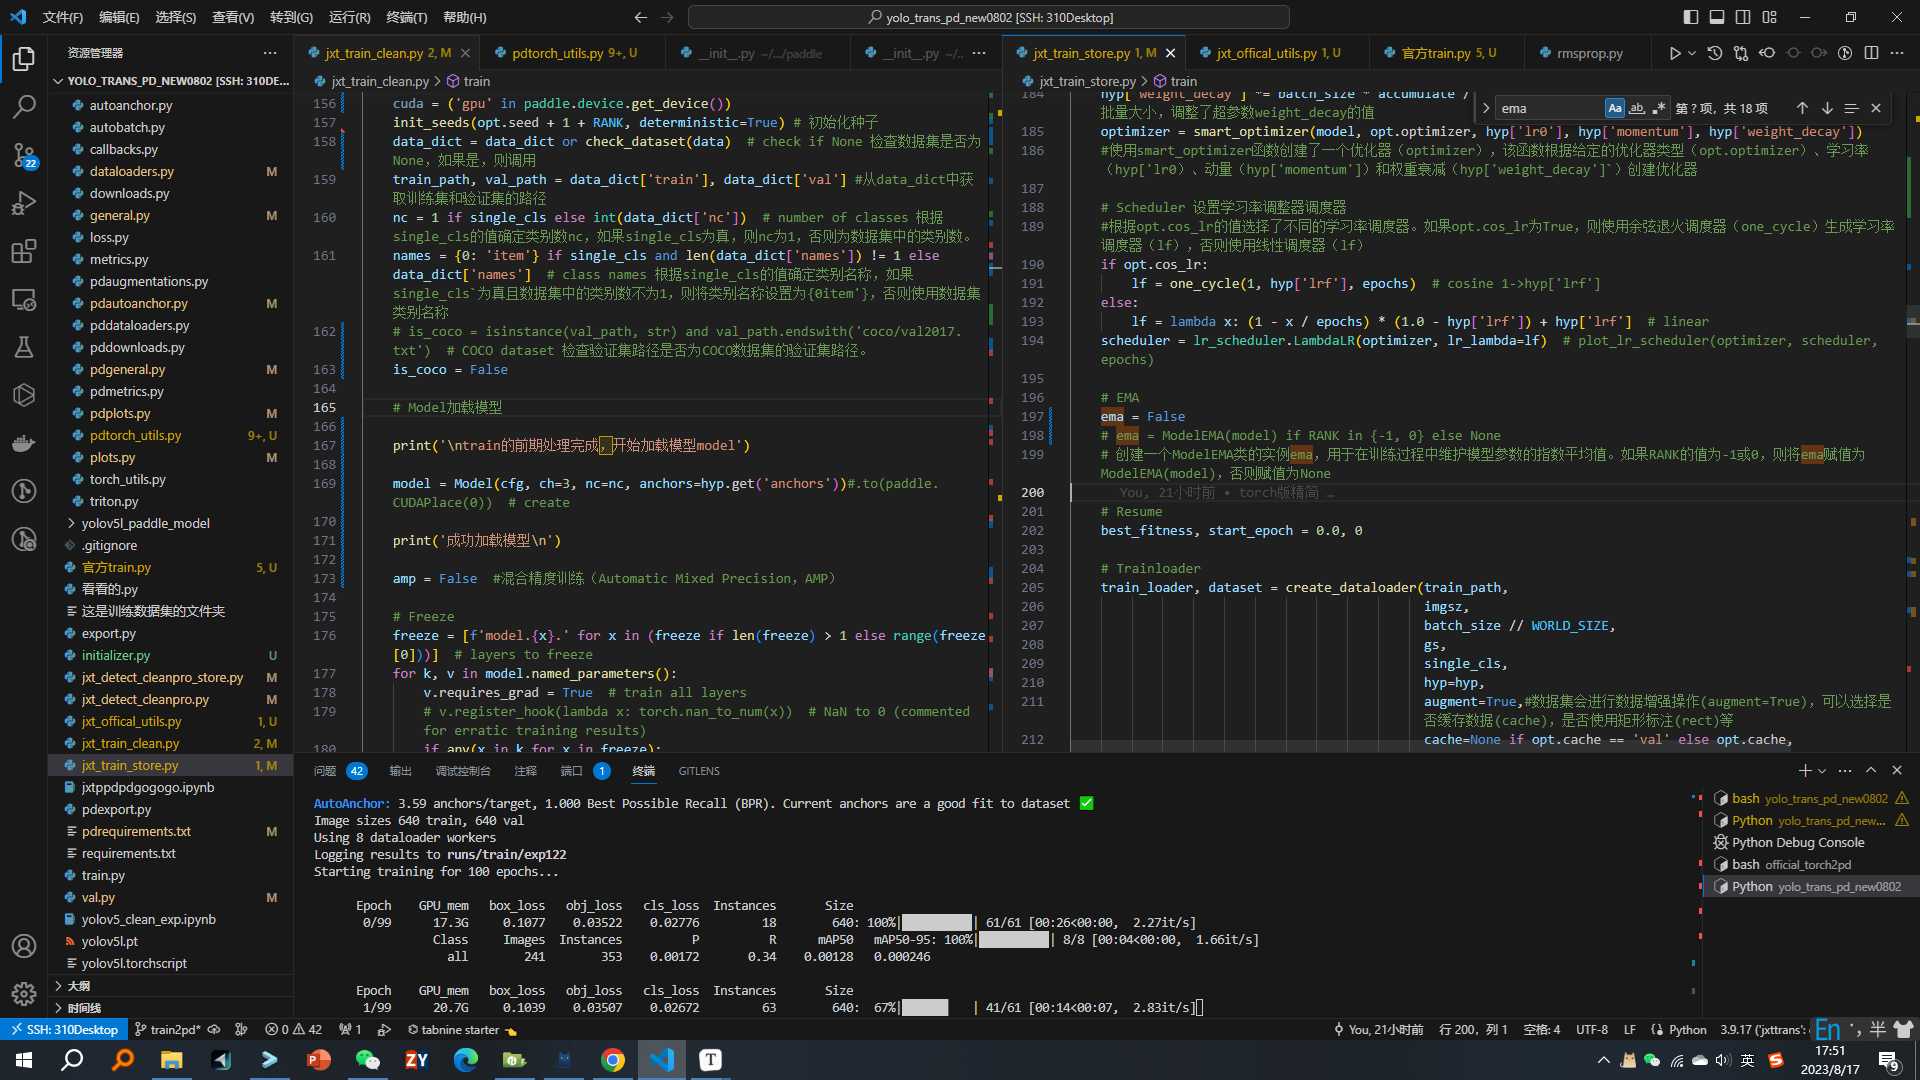 文件(F) 编辑(E) 选择(S) 查看(V) 转到(G) 运行(R) 终端(T) 帮助(H)
yolo_trans_pd_new0802 [SSH: 310Desktop]
资源管理器
YOLO_TRANS_PD_NEW0802 [SSH: 310DE...
autoanchor.py
autobatch.py
callbacks.py
dataloaders.py M
downloads.py
general.py M
loss.py
metrics.py
pdaugmentations.py
pdautoanchor.py M
pddataloaders.py
pddownloads.py
pdgeneral.py M
pdmetrics.py
pdplots.py M
pdtorch_utils.py 9+, U
plots.py M
torch_utils.py
triton.py
yolov5l_paddle_model
.gitignore
官方train.py 5, U
看看的.py
这是训练数据集的文件夹
export.py
initializer.py U
jxt_detect_cleanpro_store.py M
jxt_detect_cleanpro.py M
jxt_offical_utils.py 1, U
jxt_train_clean.py 2, M
jxt_train_store.py 1, M
jxtppdpdgogogo.ipynb
pdexport.py
pdrequirements.txt M
requirements.txt
train.py
val.py M
yolov5_clean_exp.ipynb
yolov5l.pt
yolov5l.torchscript
大纲
时间线
22
jxt_train_clean.py 2, M
pdtorch_utils.py 9+, U
__init__.py ~/.../paddle
__init__.py ~/..
jxt_train_clean.py > train
156 cuda = ('gpu' in paddle.device.get_device())
157 init_seeds(opt.seed + 1 + RANK, deterministic=True) # 初始化种子
158 data_dict = data_dict or check_dataset(data)  # check if None 检查数据集是否为
None，如果是，则调用
159 train_path, val_path = data_dict['train'], data_dict['val'] #从data_dict中获
取训练集和验证集的路径
160 nc = 1 if single_cls else int(data_dict['nc'])  # number of classes 根据
single_cls的值确定类别数nc，如果single_cls为真，则nc为1，否则为数据集中的类别数。
161 names = {0: 'item'} if single_cls and len(data_dict['names']) != 1 else
data_dict['names']  # class names 根据single_cls的值确定类别名称，如果
single_cls`为真且数据集中的类别数不为1，则将类别名称设置为{0item'}，否则使用数据集
类别名称
162 # is_coco = isinstance(val_path, str) and val_path.endswith('coco/val2017.
txt')  # COCO dataset 检查验证集路径是否为COCO数据集的验证集路径。
163 is_coco = False
164
165 # Model加载模型
166
167 print('\ntrain的前期处理完成，开始加载模型model')
168
169 model = Model(cfg, ch=3, nc=nc, anchors=hyp.get('anchors'))#.to(paddle.
CUDAPlace(0))  # create
170
171 print('成功加载模型\n')
172
173 amp = False  #混合精度训练（Automatic Mixed Precision，AMP）
174
175 # Freeze
176 freeze = [f'model.{x}.' for x in (freeze if len(freeze) > 1 else range(freeze
[0]))]  # layers to freeze
177 for k, v in model.named_parameters():
178 v.requires_grad = True  # train all layers
179 # v.register_hook(lambda x: torch.nan_to_num(x))  # NaN to 0 (commented
for erratic training results)
180 if any(x in k for x in freeze):
jxt_train_store.py 1, M
jxt_offical_utils.py 1, U
官方train.py 5, U
rmsprop.py
jxt_train_store.py > train
ema
Aa
ab
第 ? 项，共 18 项
184 hyp['weight_decay'] *= batch_size * accumulate /
批量大小，调整了超参数weight_decay的值
185 optimizer = smart_optimizer(model, opt.optimizer, hyp['lr0'], hyp['momentum'], hyp['weight_decay'])
186 #使用smart_optimizer函数创建了一个优化器（optimizer），该函数根据给定的优化器类型（opt.optimizer）、学习率
（hyp['lr0）、动量（hyp['momentum']）和权重衰减（hyp['weight_decay']`）创建优化器
187
188 # Scheduler 设置学习率调整器调度器
189 #根据opt.cos_lr的值选择了不同的学习率调度器。如果opt.cos_lr为True，则使用余弦退火调度器（one_cycle）生成学习率
调度器（lf），否则使用线性调度器（lf）
190 if opt.cos_lr:
191 lf = one_cycle(1, hyp['lrf'], epochs)  # cosine 1->hyp['lrf']
192 else:
193 lf = lambda x: (1 - x / epochs) * (1.0 - hyp['lrf']) + hyp['lrf']  # linear
194 scheduler = lr_scheduler.LambdaLR(optimizer, lr_lambda=lf)  # plot_lr_scheduler(optimizer, scheduler,
epochs)
195
196 # EMA
197 ema = False
198 # ema = ModelEMA(model) if RANK in {-1, 0} else None
199 # 创建一个ModelEMA类的实例ema，用于在训练过程中维护模型参数的指数平均值。如果RANK的值为-1或0，则将ema赋值为
ModelEMA(model)，否则赋值为None
200 You, 21小时前 • torch版精简 …
201 # Resume
202 best_fitness, start_epoch = 0.0, 0
203
204 # Trainloader
205 train_loader, dataset = create_dataloader(train_path,
206 imgsz,
207 batch_size // WORLD_SIZE,
208 gs,
209 single_cls,
210 hyp=hyp,
211 augment=True,#数据集会进行数据增强操作(augment=True)，可以选择是
否缓存数据(cache)，是否使用矩形标注(rect)等
212 cache=None if opt.cache == 'val' else opt.cache,
问题 42 输出 调试控制台 注释 端口 1 终端 GITLENS
AutoAnchor: 3.59 anchors/target, 1.000 Best Possible Recall (BPR). Current anchors are a good fit to dataset ✅
Image sizes 640 train, 640 val
Using 8 dataloader workers
Logging results to runs/train/exp122
Starting training for 100 epochs...
Epoch GPU_mem box_loss obj_loss cls_loss Instances Size
0/99 17.3G 0.1077 0.03522 0.02776 18 640: 100%| | 61/61 [00:26<00:00,  2.27it/s]
Class Images Instances P R mAP50 mAP50-95: 100%| | 8/8 [00:04<00:00,  1.66it/s]
all 241 353 0.00172 0.34 0.00128 0.000246
Epoch GPU_mem box_loss obj_loss cls_loss Instances Size
1/99 20.7G 0.1039 0.03507 0.02672 63 640:  67%| | 41/61 [00:14<00:07,  2.83it/s]
bash yolo_trans_pd_new0802
Python yolo_trans_pd_new...
Python Debug Console
bash official_torch2pd
Python yolo_trans_pd_new0802
SSH: 310Desktop train2pd* 0 42 1 tabnine starter
You, 21小时前 行 200，列 1 空格: 4 UTF-8 LF Python 3.9.17 ('jxttrans':
En 半
ZY
T
英
17:51
2023/8/17
9